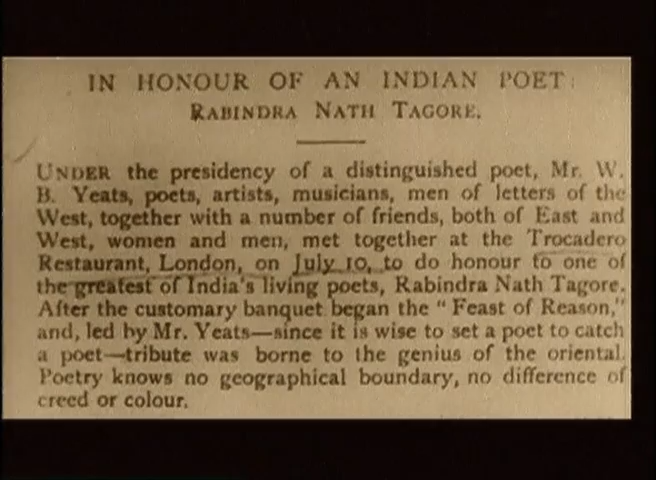 IN HONOUR OF AN INDIAN POET:
RABINDRA NATH TAGORE.
UNDER the presidency of a distinguished poet, Mr. W.
B. Yeats, poets, artists, musicians, men of letters of the
West, together with a number of friends, both of East and
West, women and men, met together at the Trocadero
Restaurant, London, on July 10, to do honour to one of
the greatest of India's living poets, Rabindra Nath Tagore.
After the customary banquet began the "Feast of Reason,"
and, led by Mr. Yeats—since it is wise to set a poet to catch
a poet—tribute was borne to the genius of the oriental.
Poetry knows no geographical boundary, no difference of
creed or colour.